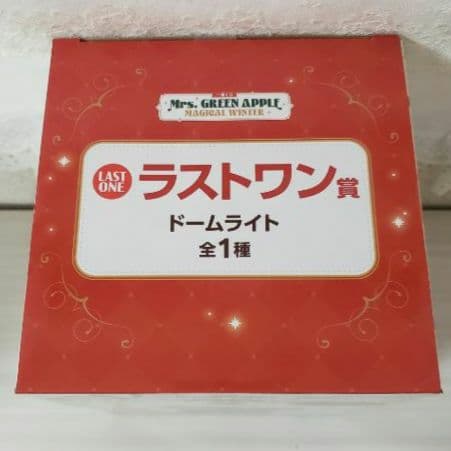 Mrs. GREEN APPLE
MAGICAL WINTER
LAST
ONE
ラストワン賞
ドームライト
全1種